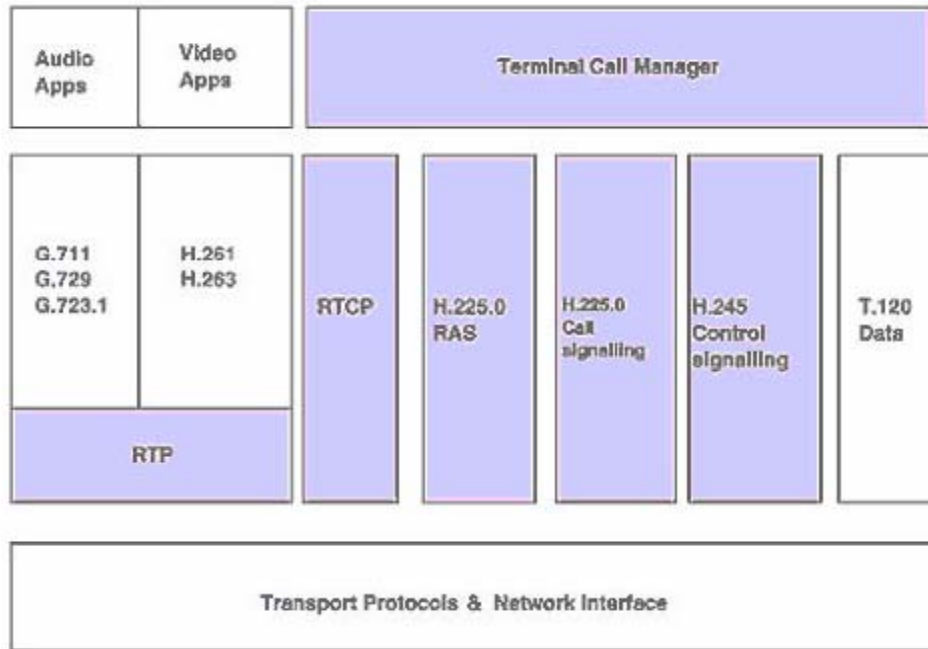 Audio
Apps
Video
Apps
Terminal Call Manager
G.711
G.729
G.723.1
H.261
H.263
RTCP
H.225.0
RAS
H.225.0
Call
signalling
H.245
Control
signalling
T.120
Data
RTP
Transport Protocols & Network Interface